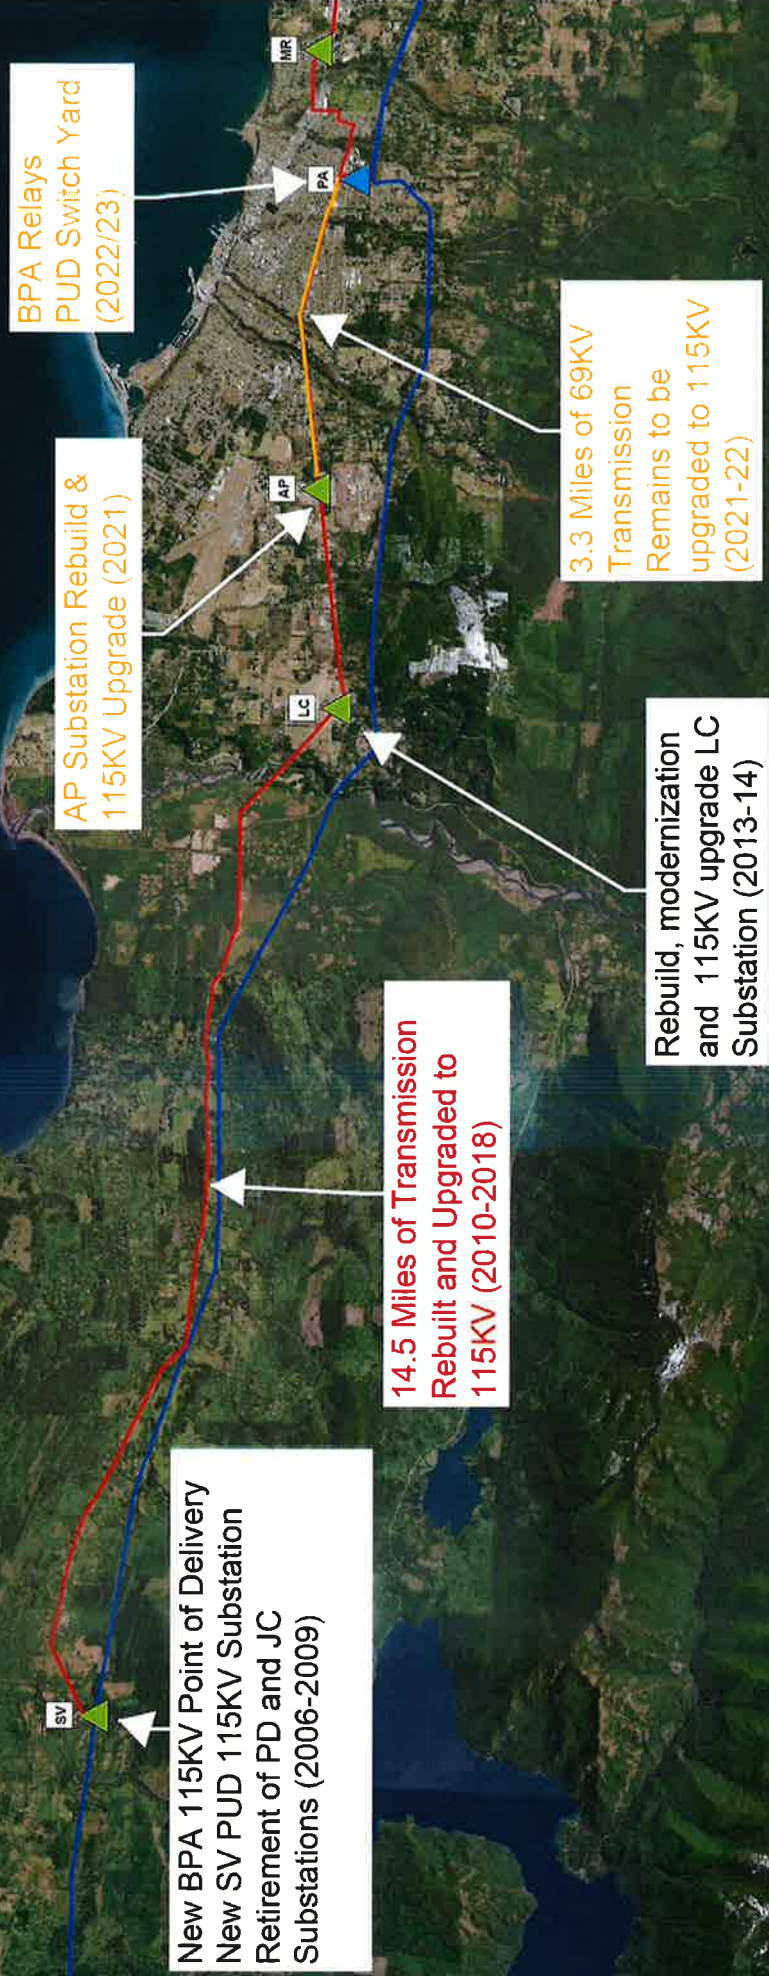 New BPA 115KV Point of Delivery
New SV PUD 115KV Substation
Retirement of PD and JC
Substations (2006-2009)
SV
14.5 Miles of Transmission
Rebuilt and Upgraded to
115KV (2010-2018)
Rebuild, modernization
and 115KV upgrade LC
Substation (2013-14)
LC
AP Substation Rebuild &
115KV Upgrade (2021)
AP
3.3 Miles of 69KV
Transmission
Remains to be
upgraded to 115KV
(2021-22)
BPA Relays
PUD Switch Yard
(2022/23)
PA
MR